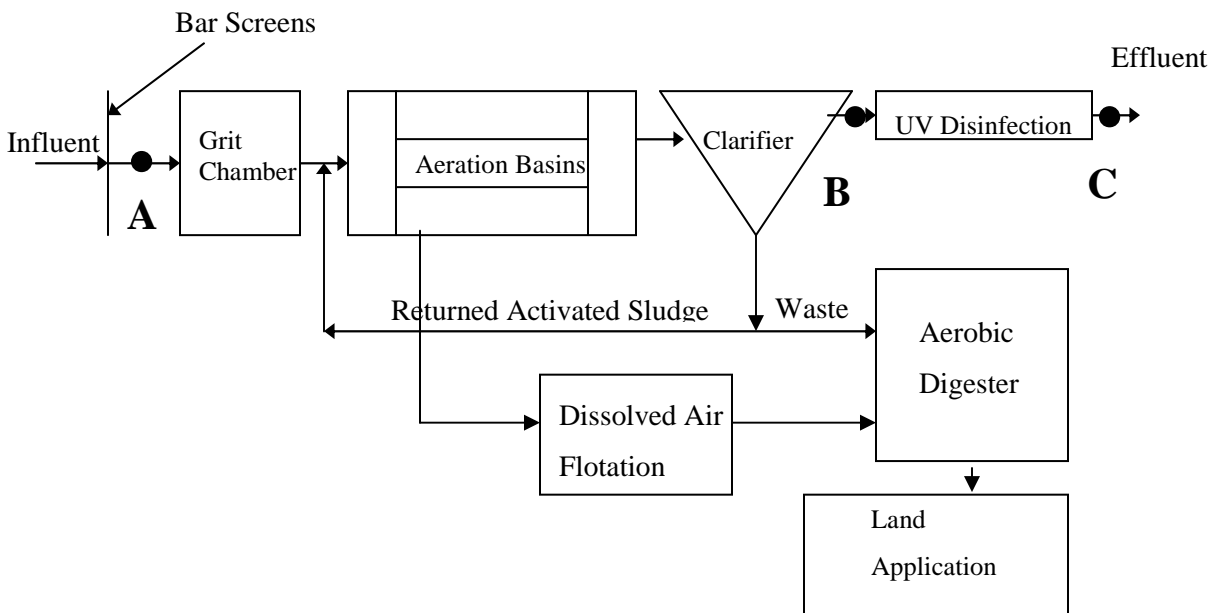 Bar Screens
Effluent
Influent
Grit
Chamber
Aeration Basins
Clarifier
UV Disinfection
A
B
C
Returned Activated Sludge
Waste
Aerobic
Digester
Dissolved Air
Flotation
Land
Application